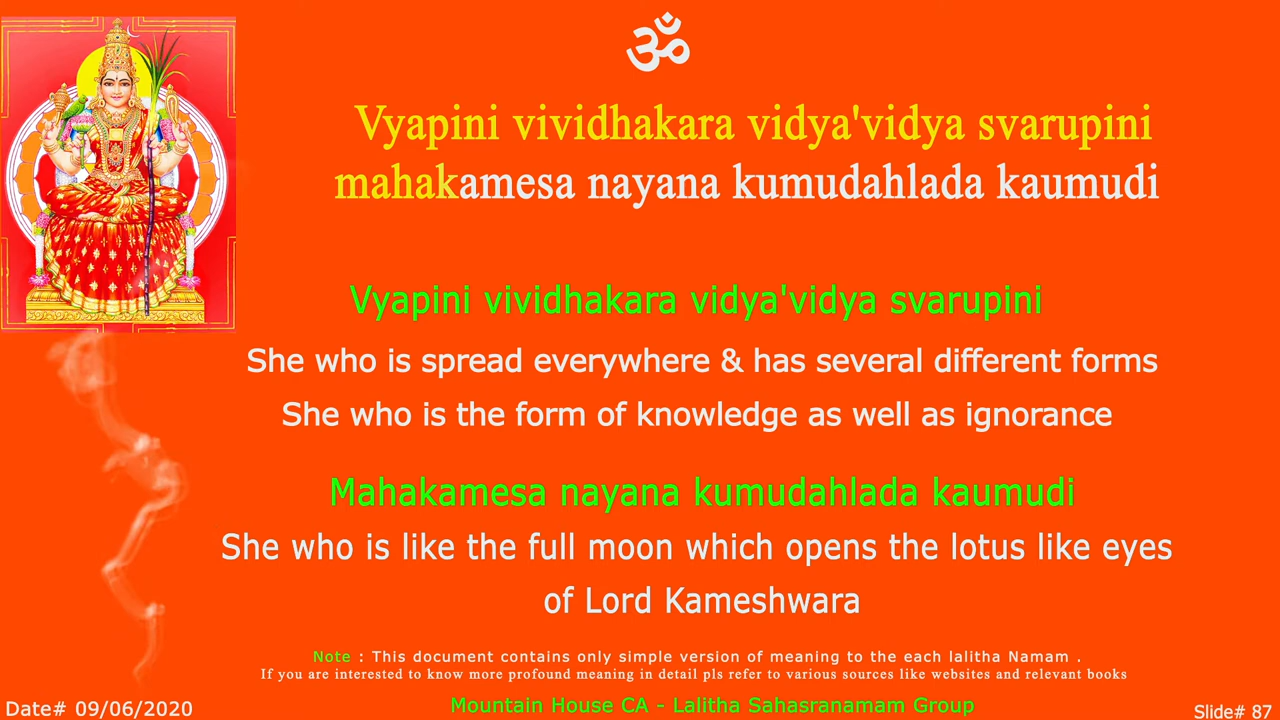 ॐ
Vyapini vividhakara vidya'vidya svarupini
mahakamesa nayana kumudahlada kaumudi
Vyapini vividhakara vidya'vidya svarupini
She who is spread everywhere & has several different forms
She who is the form of knowledge as well as ignorance
Mahakamesa nayana kumudahlada kaumudi
She who is like the full moon which opens the lotus like eyes
of Lord Kameshwara
Note : This document contains only simple version of meaning to the each lalitha Namam .
If you are interested to know more profound meaning in detail pls refer to various sources like websites and relevant books
Date# 09/06/2020
Mountain House CA - Lalitha Sahasranamam Group
Slide# 87